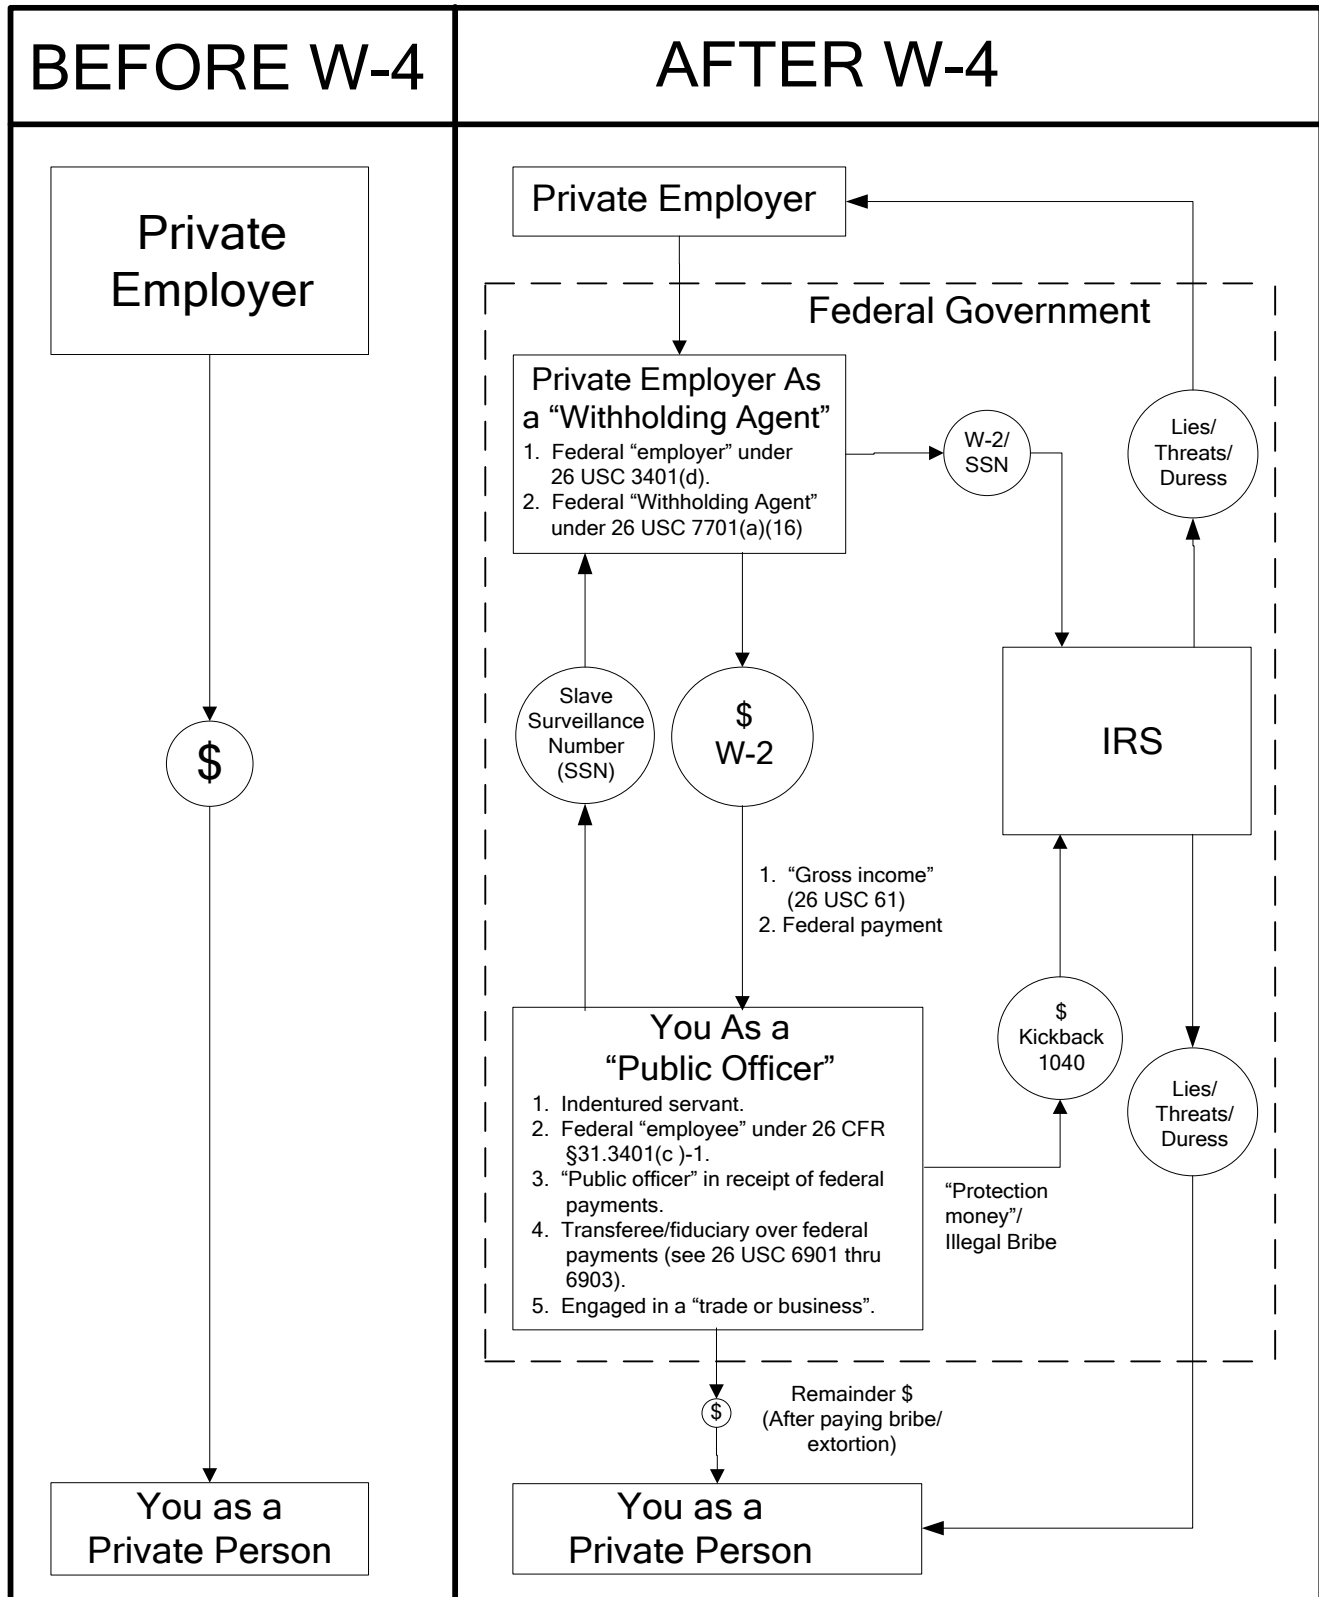 BEFORE W-4
AFTER W-4
Private
Employer
$
You as a
Private Person
Private Employer
Federal Government
Private Employer As
a “Withholding Agent”
1. Federal “employer” under
26 USC 3401(d).
2. Federal “Withholding Agent”
under 26 USC 7701(a)(16)
W-2/
SSN
Lies/
Threats/
Duress
Slave
Surveillance
Number
(SSN)
$
W-2
IRS
1. “Gross income”
(26 USC 61)
2. Federal payment
You As a
“Public Officer”
1. Indentured servant.
2. Federal “employee” under 26 CFR
§31.3401(c )-1.
3. “Public officer” in receipt of federal
payments.
4. Transferee/fiduciary over federal
payments (see 26 USC 6901 thru
6903).
5. Engaged in a “trade or business”.
$
Kickback
1040
Lies/
Threats/
Duress
“Protection
money”/
Illegal Bribe
$
Remainder $
(After paying bribe/
extortion)
You as a
Private Person